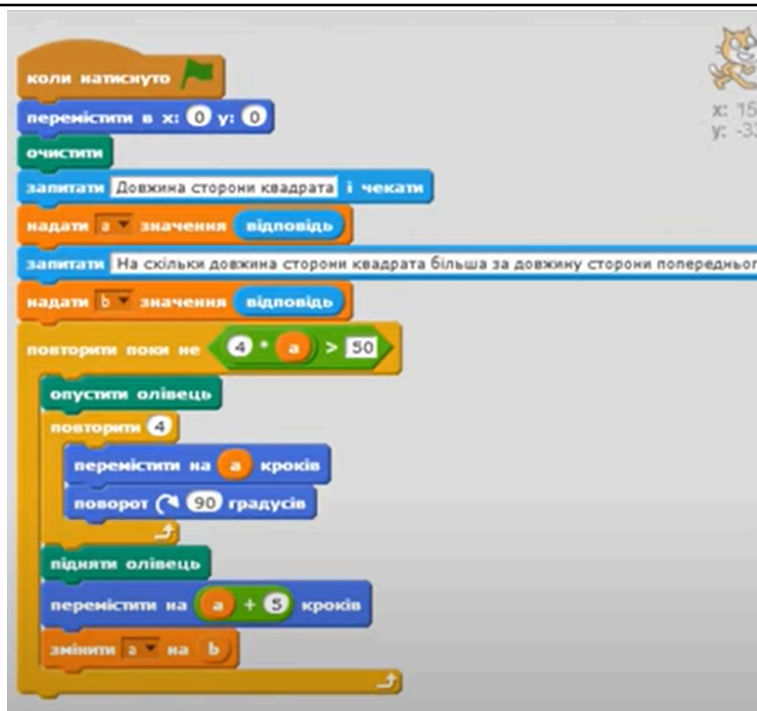 коли натиснуто
перемістити в x: 0 y: 0
x: 15
y: -33
очистити
запитати Довжина сторони квадрата і чекати
надати a значення відповідь
запитати На скільки довжина сторони квадрата більша за довжину сторони попередньог
надати b значення відповідь
повторити поки не 4 * a > 50
опустити олівець
повторити 4
перемістити на a кроків
поворот 90 градусів
підняти олівець
перемістити на a + 5 кроків
змінити a на b